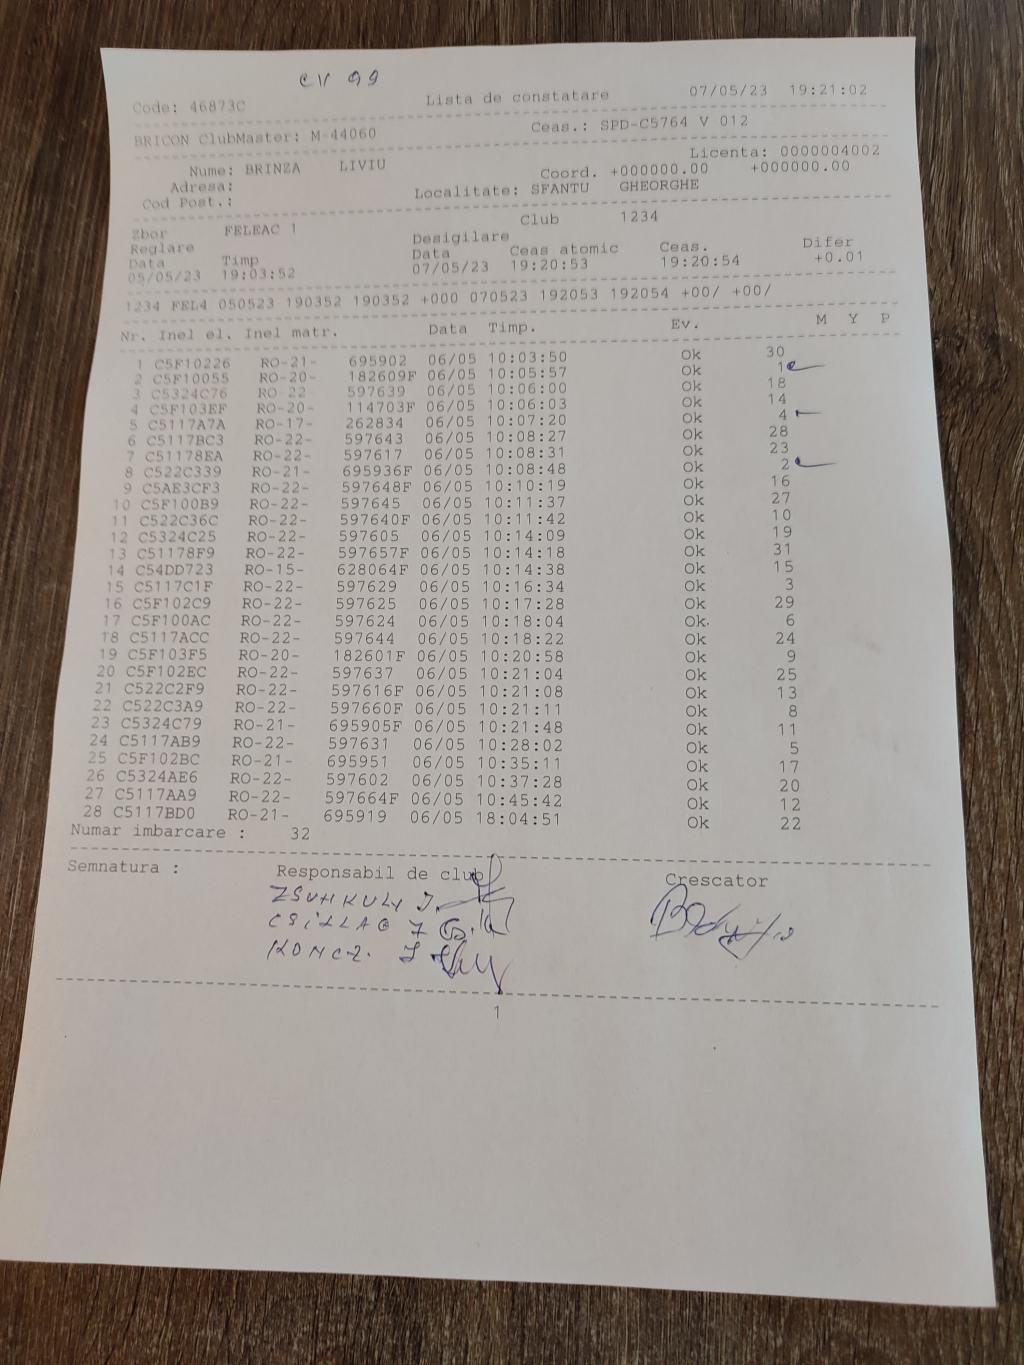 CV 99
Code: 46873C Lista de constatare 07/05/23 19:21:02
BRICON ClubMaster: M-44060 Ceas.: SPD-C5764 V 012
Licenta: 0000004002
Nume: BRINZA LIVIU Coord. +000000.00 +000000.00
Adresa: Localitate: SFANTU GHEORGHE
Cod Post.:
Zbor FELEAC 1 Club 1234
Reglare Desigilare
Data Timp Data Ceas atomic Ceas. Difer
05/05/23 19:03:52 07/05/23 19:20:53 19:20:54 +0.01
1234 FEL4 050523 190352 190352 +000 070523 192053 192054 +00/ +00/
Nr. Inel el. Inel matr. Data Timp. Ev. M Y P
1 C5F10226 RO-21- 695902 06/05 10:03:50 Ok 30
2 C5F10055 RO-20- 182609F 06/05 10:05:57 Ok 1
3 C5324C76 RO-22- 597639 06/05 10:06:00 Ok 18
4 C5F103EF RO-20- 114703F 06/05 10:06:03 Ok 14
5 C5117A7A RO-17- 262834 06/05 10:07:20 Ok 4
6 C5117BC3 RO-22- 597643 06/05 10:08:27 Ok 28
7 C51178EA RO-22- 597617 06/05 10:08:31 Ok 23
8 C522C339 RO-21- 695936F 06/05 10:08:48 Ok 2
9 C5AE3CF3 RO-22- 597648F 06/05 10:10:19 Ok 16
10 C5F100B9 RO-22- 597645 06/05 10:11:37 Ok 27
11 C522C36C RO-22- 597640F 06/05 10:11:42 Ok 10
12 C5324C25 RO-22- 597605 06/05 10:14:09 Ok 19
13 C51178F9 RO-22- 597657F 06/05 10:14:18 Ok 31
14 C54DD723 RO-15- 628064F 06/05 10:14:38 Ok 15
15 C5117C1F RO-22- 597629 06/05 10:16:34 Ok 3
16 C5F102C9 RO-22- 597625 06/05 10:17:28 Ok 29
17 C5F100AC RO-22- 597624 06/05 10:18:04 Ok. 6
18 C5117ACC RO-22- 597644 06/05 10:18:22 Ok 24
19 C5F103F5 RO-20- 182601F 06/05 10:20:58 Ok 9
20 C5F102EC RO-22- 597637 06/05 10:21:04 Ok 25
21 C522C2F9 RO-22- 597616F 06/05 10:21:08 Ok 13
22 C522C3A9 RO-22- 597660F 06/05 10:21:11 Ok 8
23 C5324C79 RO-21- 695905F 06/05 10:21:48 Ok 11
24 C5117AB9 RO-22- 597631 06/05 10:28:02 Ok 5
25 C5F102BC RO-21- 695951 06/05 10:35:11 Ok 17
26 C5324AE6 RO-22- 597602 06/05 10:37:28 Ok 20
27 C5117AA9 RO-22- 597664F 06/05 10:45:42 Ok 12
28 C5117BD0 RO-21- 695919 06/05 18:04:51 Ok 22
Numar imbarcare : 32
Semnatura : Responsabil de club Crescator
KONCZ.
1